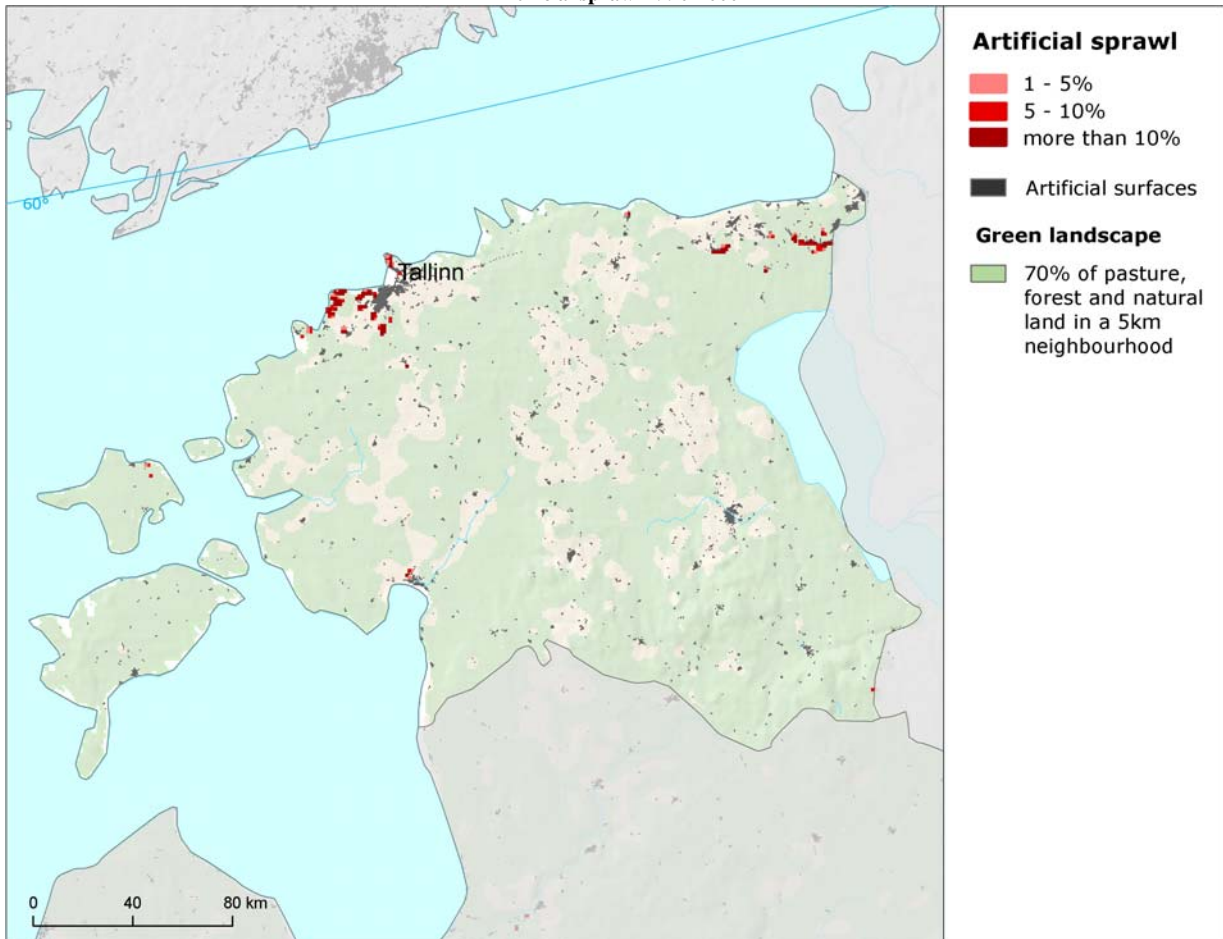 Artificial sprawl
1 - 5%
5 - 10%
more than 10%
Artificial surfaces
Green landscape
70% of pasture,
forest and natural
land in a 5km
neighbourhood
60°
Tallinn
0 40 80 km